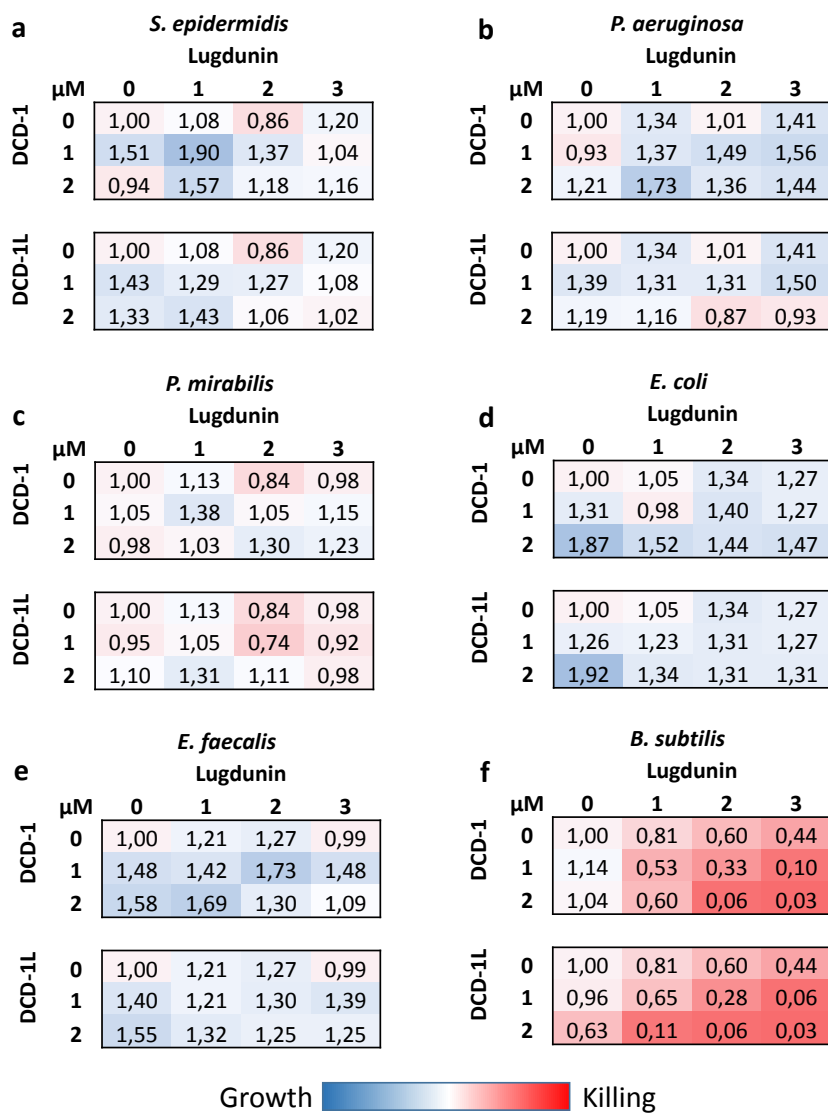 a
S. epidermidis
Lugdunin
µM 0 1 2 3
DCD-1
0 1,00 1,08 0,86 1,20
1 1,51 1,90 1,37 1,04
2 0,94 1,57 1,18 1,16
DCD-1L
0 1,00 1,08 0,86 1,20
1 1,43 1,29 1,27 1,08
2 1,33 1,43 1,06 1,02
b
P. aeruginosa
Lugdunin
µM 0 1 2 3
DCD-1
0 1,00 1,34 1,01 1,41
1 0,93 1,37 1,49 1,56
2 1,21 1,73 1,36 1,44
DCD-1L
0 1,00 1,34 1,01 1,41
1 1,39 1,31 1,31 1,50
2 1,19 1,16 0,87 0,93
c
P. mirabilis
Lugdunin
µM 0 1 2 3
DCD-1
0 1,00 1,13 0,84 0,98
1 1,05 1,38 1,05 1,15
2 0,98 1,03 1,30 1,23
DCD-1L
0 1,00 1,13 0,84 0,98
1 0,95 1,05 0,74 0,92
2 1,10 1,31 1,11 0,98
d
E. coli
Lugdunin
µM 0 1 2 3
DCD-1
0 1,00 1,05 1,34 1,27
1 1,31 0,98 1,40 1,27
2 1,87 1,52 1,44 1,47
DCD-1L
0 1,00 1,05 1,34 1,27
1 1,26 1,23 1,31 1,27
2 1,92 1,34 1,31 1,31
e
E. faecalis
Lugdunin
µM 0 1 2 3
DCD-1
0 1,00 1,21 1,27 0,99
1 1,48 1,42 1,73 1,48
2 1,58 1,69 1,30 1,09
DCD-1L
0 1,00 1,21 1,27 0,99
1 1,40 1,21 1,30 1,39
2 1,55 1,32 1,25 1,25
f
B. subtilis
Lugdunin
µM 0 1 2 3
DCD-1
0 1,00 0,81 0,60 0,44
1 1,14 0,53 0,33 0,10
2 1,04 0,60 0,06 0,03
DCD-1L
0 1,00 0,81 0,60 0,44
1 0,96 0,65 0,28 0,06
2 0,63 0,11 0,06 0,03
Growth Killing